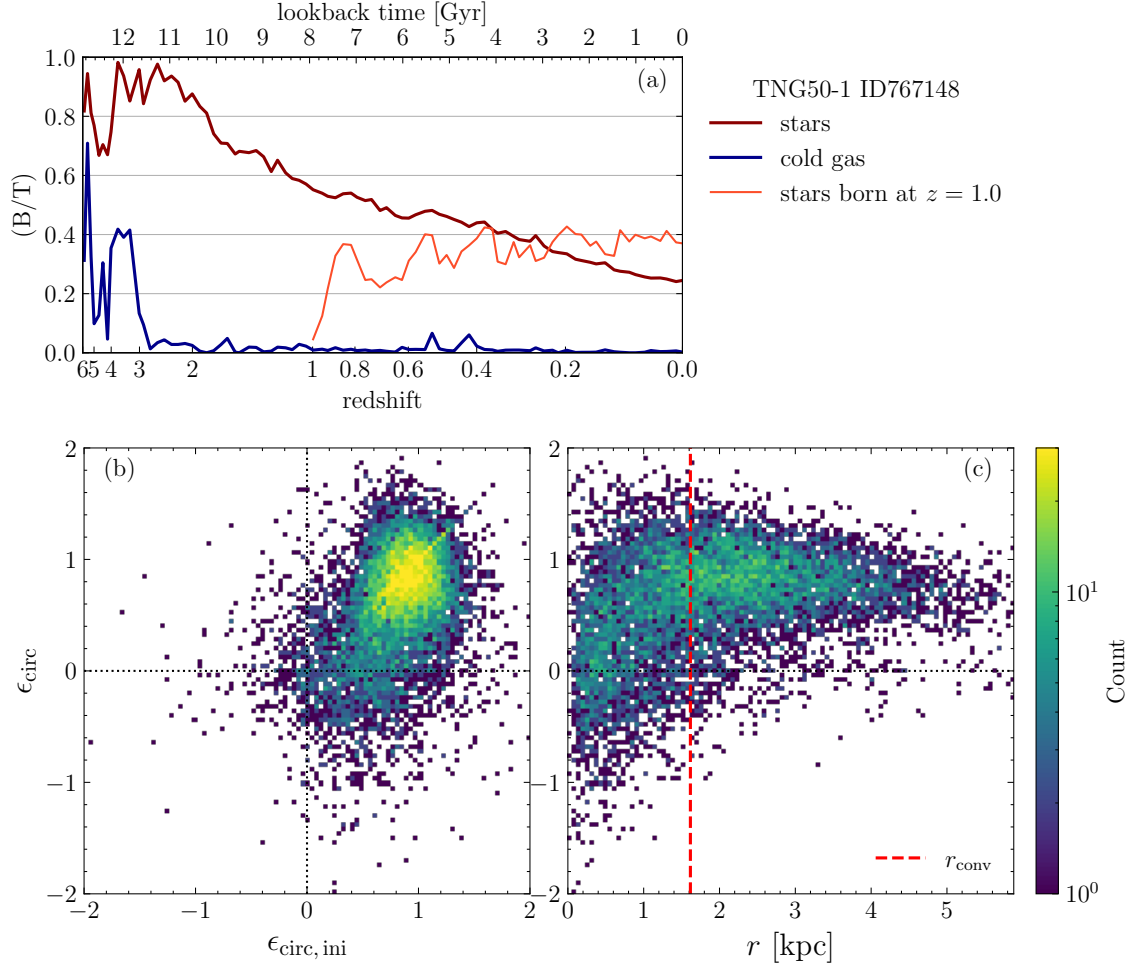 lookback time [Gyr]
12 11 10 9 8 7 6 5 4 3 2 1 0
1.0
0.8
0.6
0.4
0.2
0.0
(B/T)
(a)
65 4 3 2 1 0.8 0.6 0.4 0.2 0.0
redshift
TNG50-1 ID767148
stars
cold gas
stars born at z = 1.0
(b)
2
1
0
−1
−2
ϵcirc
−2 −1 0 1 2
ϵcirc, ini
(c)
2
1
0
−1
−2
rconv
0 1 2 3 4 5
r [kpc]
10¹
10⁰
Count